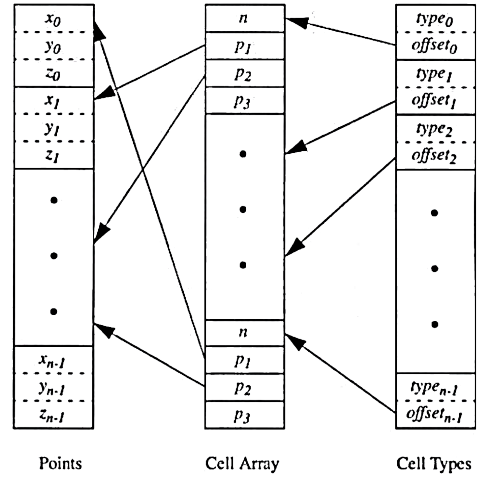 x₀
y₀
z₀
x₁
y₁
z₁
xₙ₋₁
yₙ₋₁
zₙ₋₁
Points
n
p₁
p₂
p₃
n
p₁
p₂
p₃
Cell Array
type₀
offset₀
type₁
offset₁
type₂
offset₂
typeₙ₋₁
offsetₙ₋₁
Cell Types